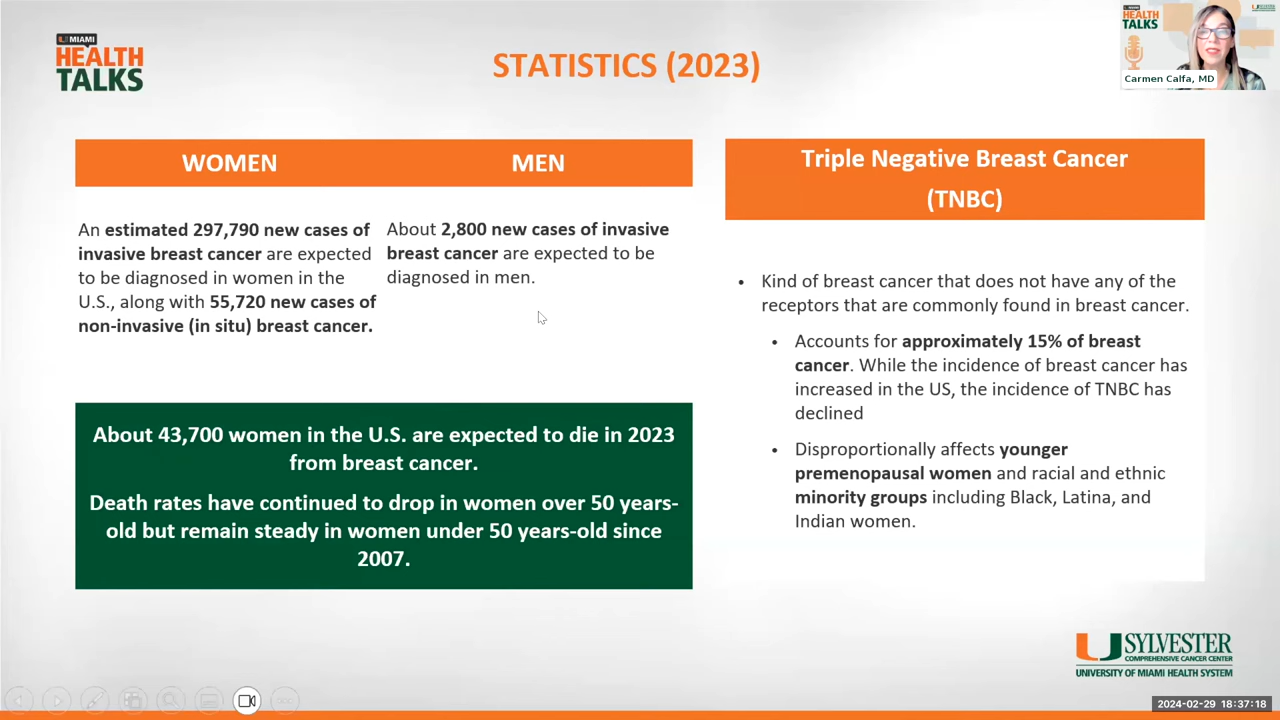 U MIAMI
HEALTH
TALKS
STATISTICS (2023)
HEALTH
TALKS
Carmen Calfa, MD
WOMEN
MEN
An estimated 297,790 new cases of
invasive breast cancer are expected
to be diagnosed in women in the
U.S., along with 55,720 new cases of
non-invasive (in situ) breast cancer.
About 2,800 new cases of invasive
breast cancer are expected to be
diagnosed in men.
About 43,700 women in the U.S. are expected to die in 2023
from breast cancer.
Death rates have continued to drop in women over 50 years-
old but remain steady in women under 50 years-old since
2007.
Triple Negative Breast Cancer
(TNBC)
• Kind of breast cancer that does not have any of the
receptors that are commonly found in breast cancer.
• Accounts for approximately 15% of breast
cancer. While the incidence of breast cancer has
increased in the US, the incidence of TNBC has
declined
• Disproportionally affects younger
premenopausal women and racial and ethnic
minority groups including Black, Latina, and
Indian women.
SYLVESTER
COMPREHENSIVE CANCER CENTER
UNIVERSITY OF MIAMI HEALTH SYSTEM
2024-02-29 18:37:18